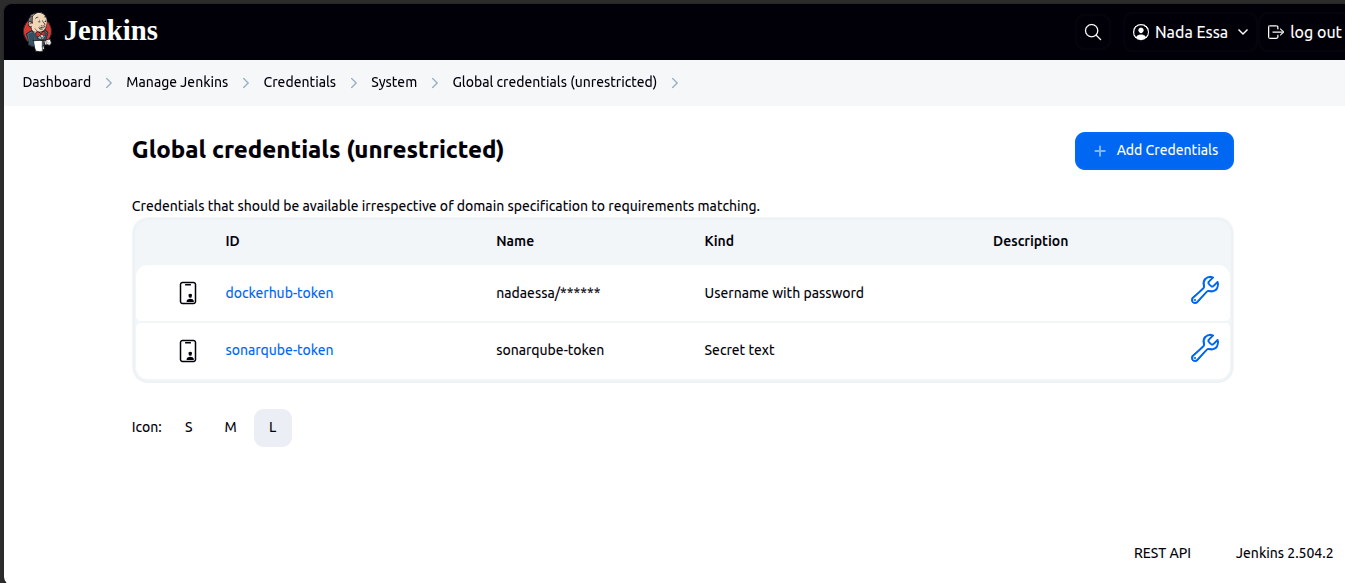 Jenkins
Nada Essa log out
Dashboard Manage Jenkins Credentials System Global credentials (unrestricted)
Global credentials (unrestricted)
+ Add Credentials
Credentials that should be available irrespective of domain specification to requirements matching.
ID Name Kind Description
dockerhub-token nadaessa/****** Username with password
sonarqube-token sonarqube-token Secret text
Icon: S M L
REST API Jenkins 2.504.2